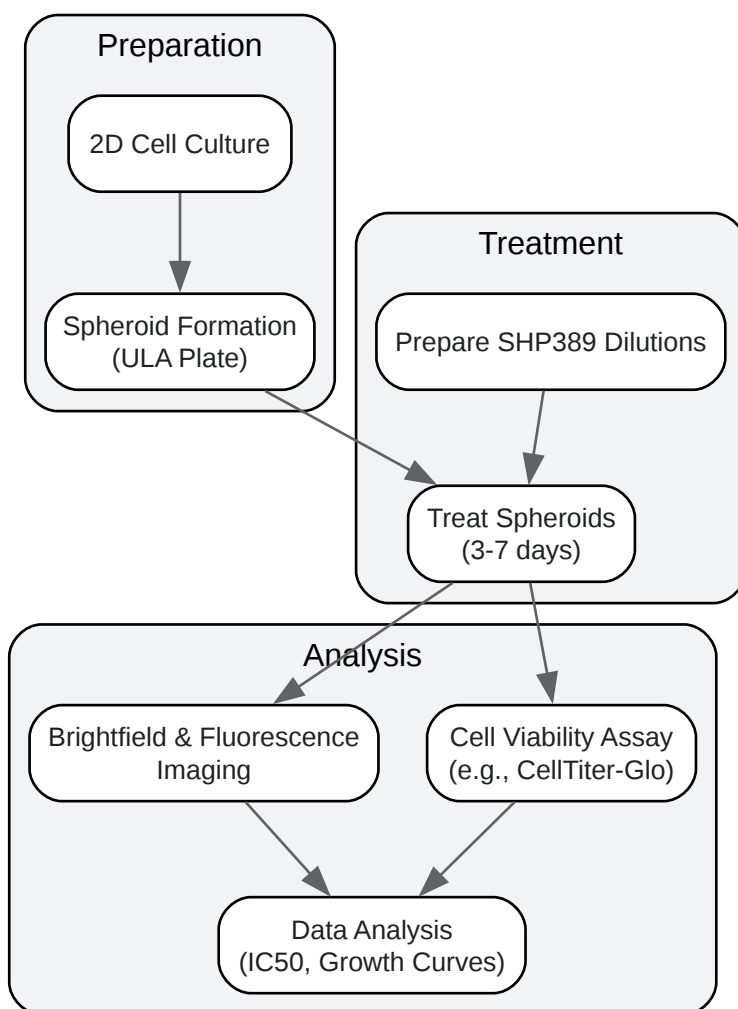 Preparation
2D Cell Culture
Spheroid Formation
(ULA Plate)
Treatment
Prepare SHP389 Dilutions
Treat Spheroids
(3-7 days)
Analysis
Brightfield & Fluorescence
Imaging
Cell Viability Assay
(e.g., CellTiter-Glo)
Data Analysis
(IC50, Growth Curves)